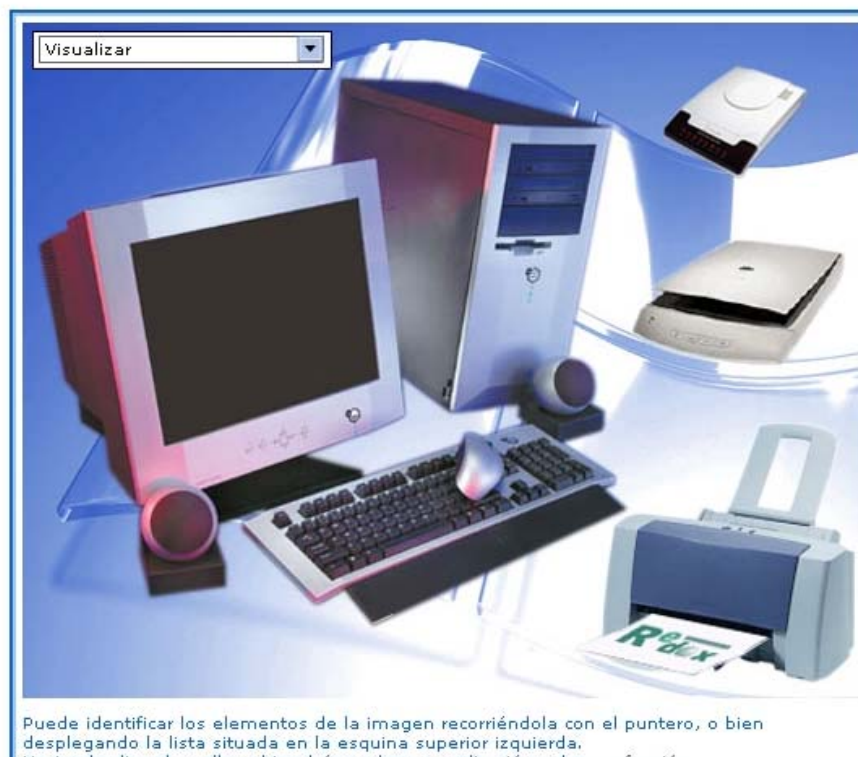 Visualizar
Redox
Puede identificar los elementos de la imagen recorriéndola con el puntero, o bien
desplegando la lista situada en la esquina superior izquierda.